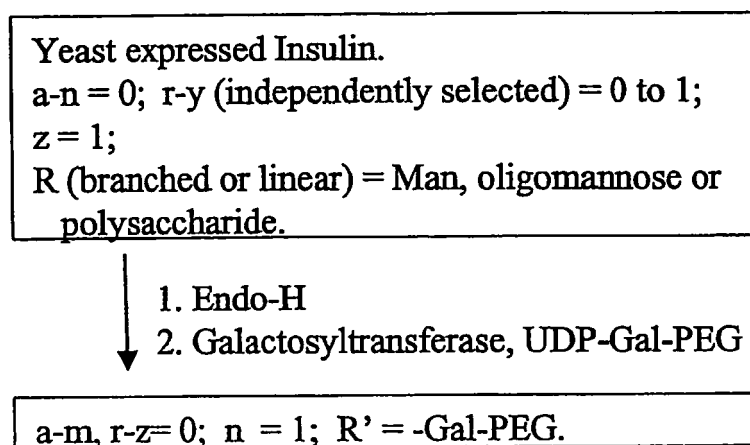 Yeast expressed Insulin.
a-n = 0; r-y (independently selected) = 0 to 1;
z = 1;
R (branched or linear) = Man, oligomannose or
polysaccharide.
1. Endo-H
2. Galactosyltransferase, UDP-Gal-PEG
a-m, r-z= 0; n = 1; R’ = -Gal-PEG.